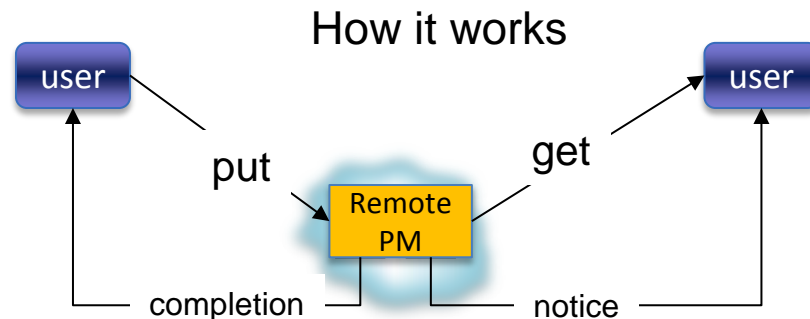 How it works
user
user
put
get
Remote
PM
completion
notice